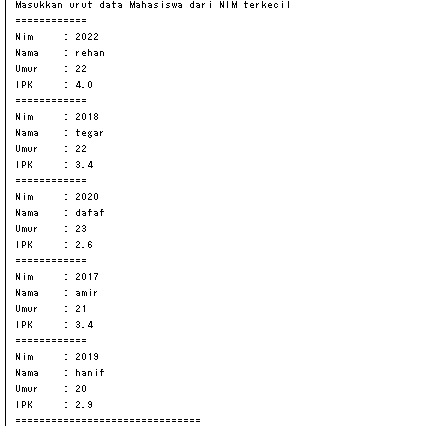 Masukkan urut data Mahasiswa dari NIM terkecil
============
Nim : 2022
Nama : rehan
Umur : 22
IPK : 4.0
============
Nim : 2018
Nama : tegar
Umur : 22
IPK : 3.4
============
Nim : 2020
Nama : dafaf
Umur : 23
IPK : 2.6
============
Nim : 2017
Nama : amir
Umur : 21
IPK : 3.4
============
Nim : 2019
Nama : hanif
Umur : 20
IPK : 2.9
===============================